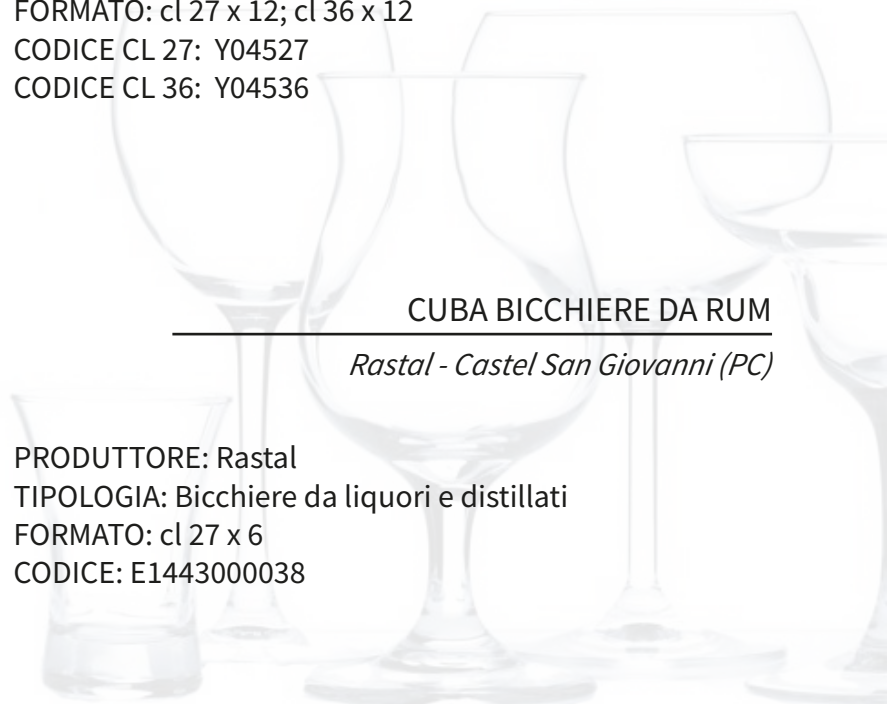 FORMATO: cl 27 x 12; cl 36 x 12
CODICE CL 27: Y04527
CODICE CL 36: Y04536
CUBA BICCHIERE DA RUM
Rastal - Castel San Giovanni (PC)
PRODUTTORE: Rastal
TIPOLOGIA: Bicchiere da liquori e distillati
FORMATO: cl 27 x 6
CODICE: E1443000038